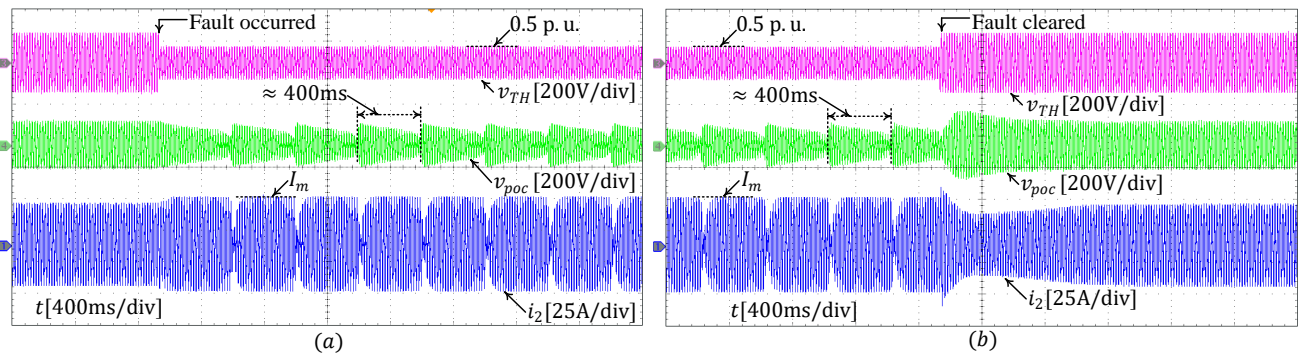 Fault occurred
0.5 p. u.
≈ 400ms
v_TH[200V/div]
v_poc [200V/div]
I_m
t[400ms/div]
i_2[25A/div]
(a)
0.5 p. u.
Fault cleared
≈ 400ms
v_TH[200V/div]
I_m
v_poc [200V/div]
t[400ms/div]
i_2[25A/div]
(b)